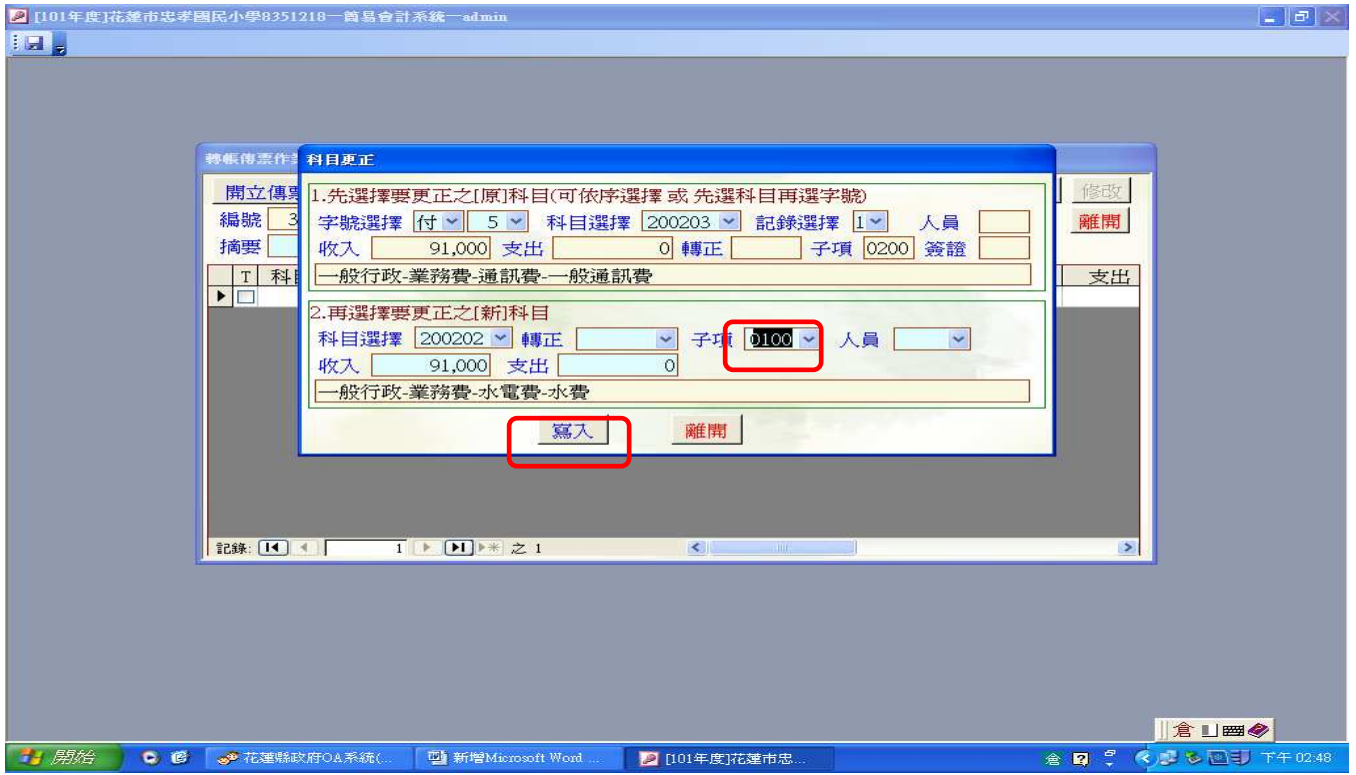 [101年度]花蓮市忠孝國民小學8351218—簡易會計系統—admin
轉帳傳票作業
科目更正
開立傳票
修改
編號 3
離開
摘要
1.先選擇要更正之[原]科目(可依序選擇 或 先選科目再選字號)
字號選擇 付 5 科目選擇 200203 記錄選擇 1 人員
收入 91,000 支出 0 轉正 子項 0200 簽證
一般行政-業務費-通訊費-一般通訊費
T 科目 支出
2.再選擇要更正之[新]科目
科目選擇 200202 轉正 子項 0100 人員
收入 91,000 支出 0
一般行政-業務費-水電費-水費
寫入 離開
記錄: 1 之 1
倉
開始 花蓮縣政府OA系統(... 新增Microsoft Word ... [101年度]花蓮市忠... 倉 下午 02:48